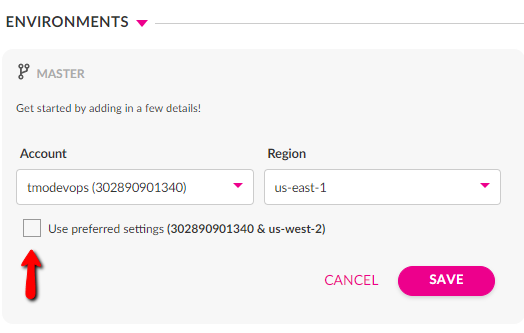 ENVIRONMENTS
MASTER
Get started by adding in a few details!
Account Region
tmodevops (302890901340) us-east-1
Use preferred settings (302890901340 & us-west-2)
CANCEL SAVE